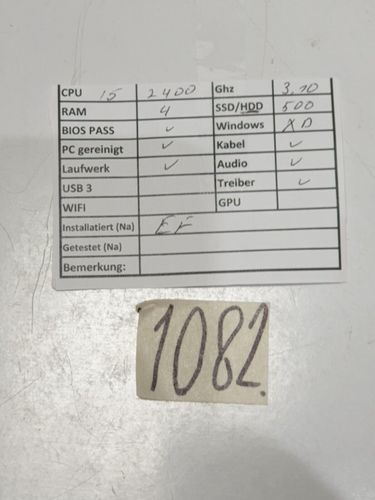 CPU i5 2400 Ghz 3.10
RAM 4 SSD/HDD 500
BIOS PASS ✓ Windows
PC gereinigt ✓ Kabel ✓
Laufwerk ✓ Audio ✓
USB 3 Treiber ✓
WIFI GPU
Installatiert (Na) EF
Getestet (Na)
Bemerkung:
1082.